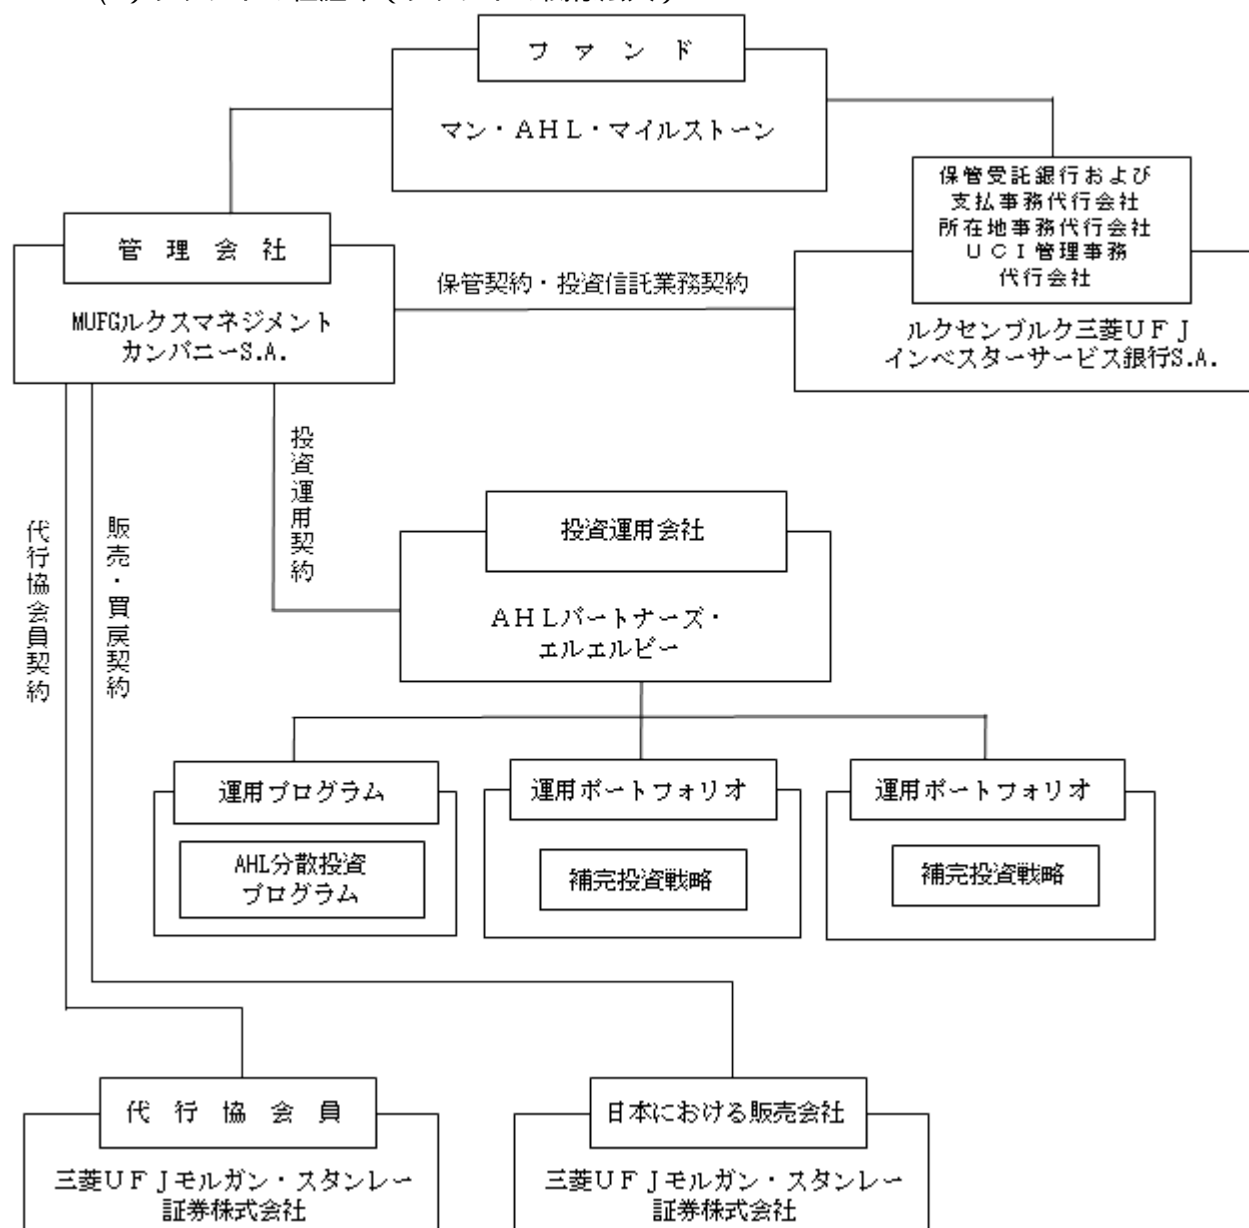 ファンド
マン・ＡＨＬ・マイルストーン
保管受託銀行および
支払事務代行会社
所在地事務代行会社
ＵＣＩ管理事務
代行会社
管理会社
保管契約・投資信託業務契約
MUFGルクスマネジメント
カンパニーS.A.
ルクセンブルク三菱ＵＦＪ
インベスターサービス銀行S.A.
投資運用契約
代行協会員契約
販売・買戻契約
投資運用会社
ＡＨＬパートナーズ・
エルエルピー
運用プログラム
AHL分散投資
プログラム
運用ポートフォリオ
補完投資戦略
運用ポートフォリオ
補完投資戦略
代行協会員
三菱ＵＦＪモルガン・スタンレー
証券株式会社
日本における販売会社
三菱ＵＦＪモルガン・スタンレー
証券株式会社